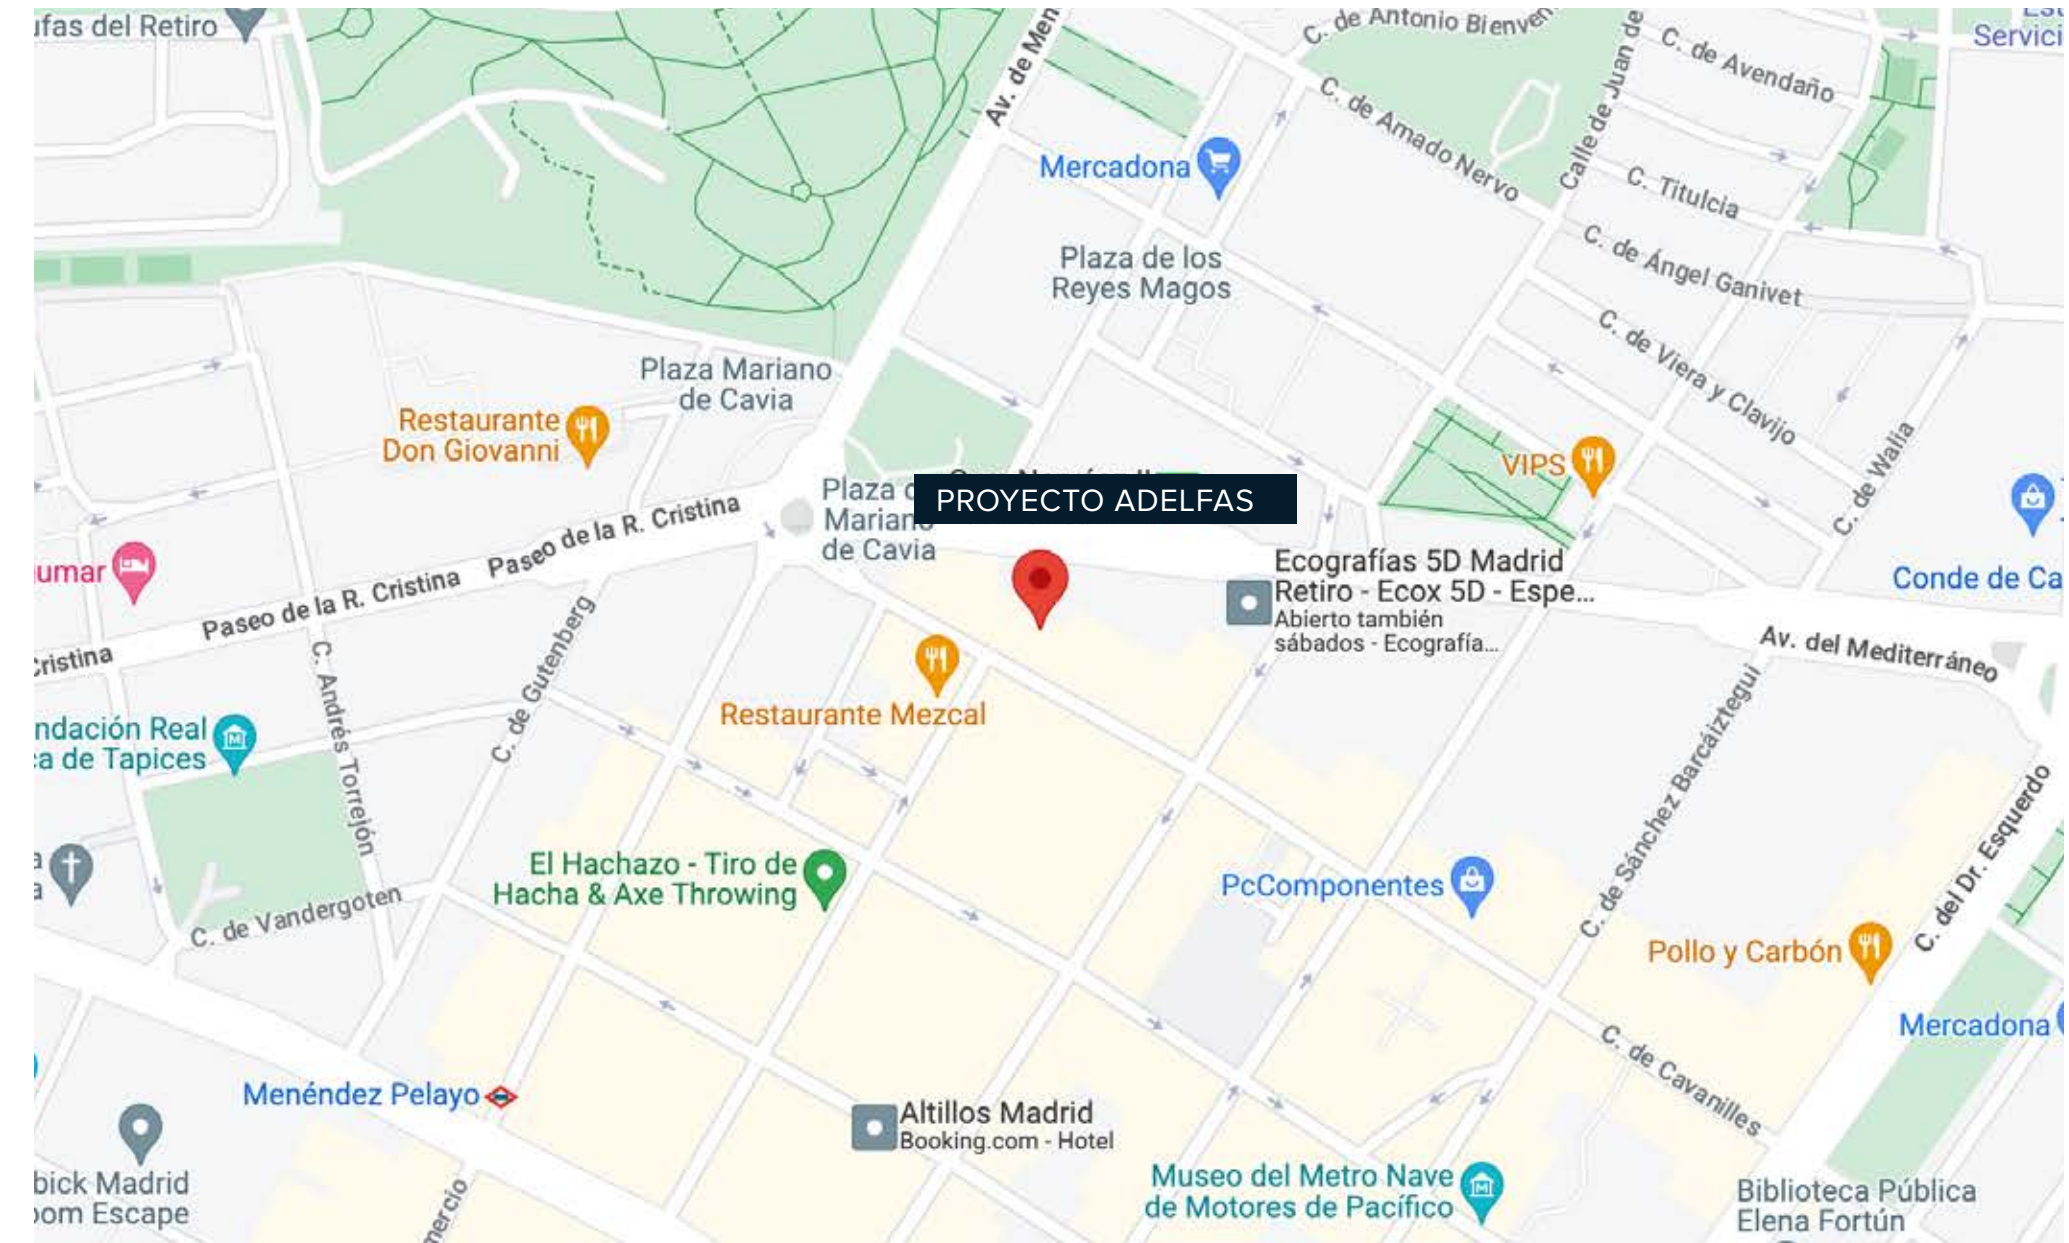 ufas del Retiro
Av. de Men
C. de Antonio Bienven
Calle de Juan de
C. de Avendaño
Servici
C. de Amado Nervo
Mercadona
C. Titulcia
Plaza de los
Reyes Magos
C. de Ángel Ganivet
C. de Viera y Clavijo
Plaza Mariano
de Cavia
Restaurante
Don Giovanni
VIPS
C. de Walia
Plaza
Mariano
de Cavia
PROYECTO ADELFAS
Paseo de la R. Cristina
Paseo de la R. Cristina
Cristina
umar
Ecografías 5D Madrid
Retiro - Ecox 5D - Espe...
Abierto también
sábados - Ecografía...
Conde de Ca
Av. del Mediterráneo
C. de Gutenberg
C. Andrés Torrejón
Restaurante Mezcal
ndación Real
ca de Tapices
C. de Sánchez Barcáiztegui
C. del Dr. Esquerdo
El Hachazo - Tiro de
Hacha & Axe Throwing
PcComponentes
C. de Vandergoten
Pollo y Carbón
Mercadona
C. de Cavanilles
Menéndez Pelayo
Altillos Madrid
Booking.com - Hotel
Museo del Metro Nave
de Motores de Pacífico
bick Madrid
oom Escape
mercio
Biblioteca Pública
Elena Fortún